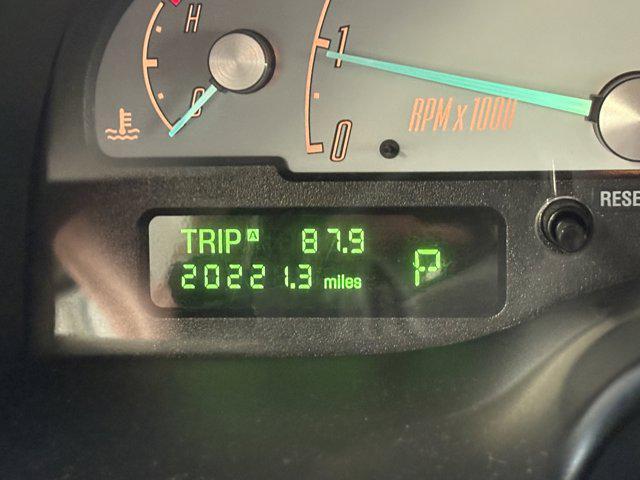 H
C
1
0
RPM x 1000
RESE
TRIP A 87.9
20221.3 miles
P